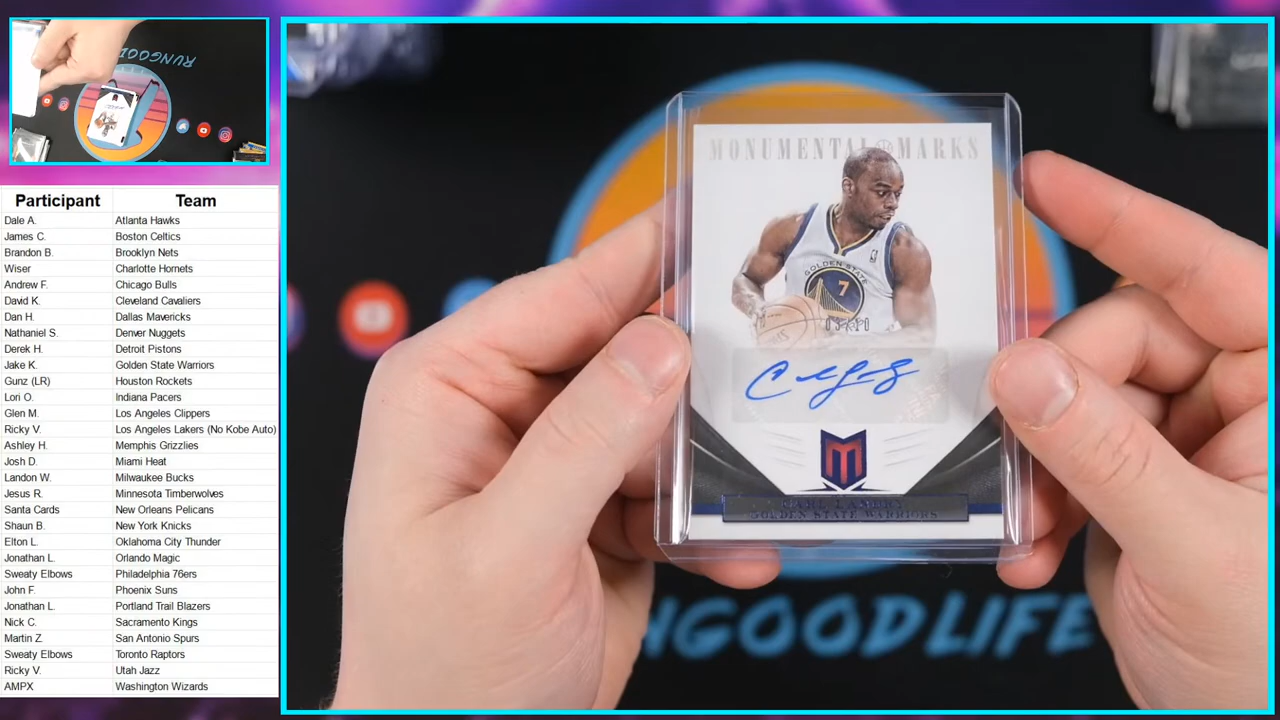 RUNGOODLIFE
Participant Team
Dale A. Atlanta Hawks
James C. Boston Celtics
Brandon B. Brooklyn Nets
Wiser Charlotte Hornets
Andrew F. Chicago Bulls
David K. Cleveland Cavaliers
Dan H. Dallas Mavericks
Nathaniel S. Denver Nuggets
Derek H. Detroit Pistons
Jake K. Golden State Warriors
Gunz (LR) Houston Rockets
Lori O. Indiana Pacers
Glen M. Los Angeles Clippers
Ricky V. Los Angeles Lakers (No Kobe Auto)
Ashley H. Memphis Grizzlies
Josh D. Miami Heat
Landon W. Milwaukee Bucks
Jesus R. Minnesota Timberwolves
Santa Cards New Orleans Pelicans
Shaun B. New York Knicks
Elton L. Oklahoma City Thunder
Jonathan L. Orlando Magic
Sweaty Elbows Philadelphia 76ers
John F. Phoenix Suns
Jonathan L. Portland Trail Blazers
Nick C. Sacramento Kings
Martin Z. San Antonio Spurs
Sweaty Elbows Toronto Raptors
Ricky V. Utah Jazz
AMPX Washington Wizards
MONUMENTAL MARKS
GOLDEN STATE
7
M
CARL LANDRY
GOLDEN STATE WARRIORS
NGOODLIFE